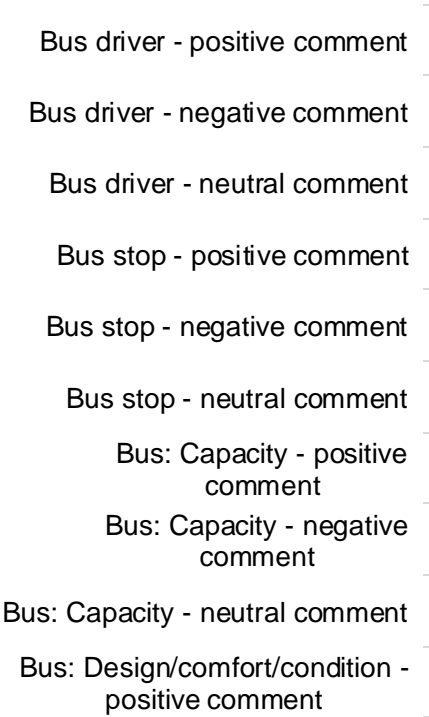 Bus driver - positive comment
Bus driver - negative comment
Bus driver - neutral comment
Bus stop - positive comment
Bus stop - negative comment
Bus stop - neutral comment
Bus: Capacity - positive
comment
Bus: Capacity - negative
comment
Bus: Capacity - neutral comment
Bus: Design/comfort/condition -
positive comment